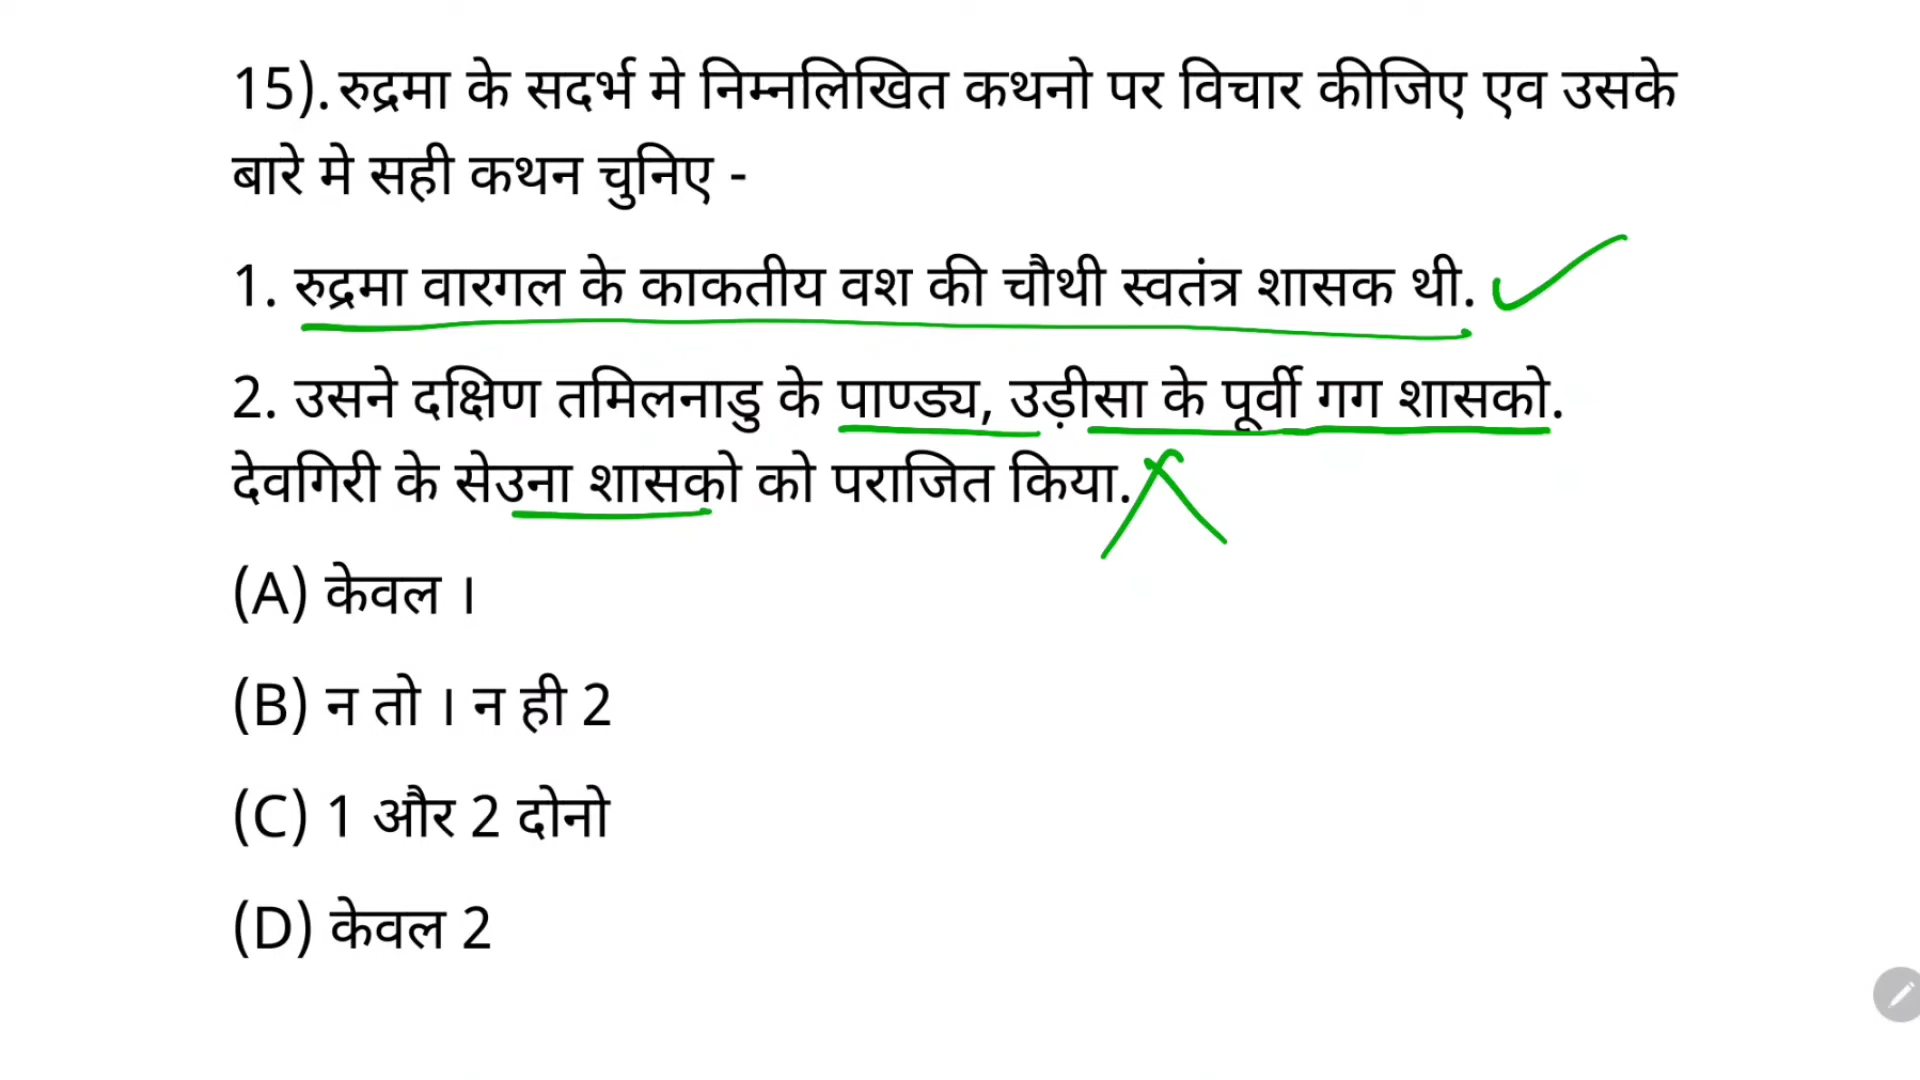 15).रुद्रमा के सदर्भ मे निम्नलिखित कथनो पर विचार कीजिए एव उसके
बारे मे सही कथन चुनिए -
1. रुद्रमा वारगल के काकतीय वश की चौथी स्वतंत्र शासक थी.
2. उसने दक्षिण तमिलनाडु के पाण्ड्य, उड़ीसा के पूर्वी गग शासको.
देवगिरी के सेउना शासको को पराजित किया.
(A) केवल ।
(B) न तो । न ही 2
(C) 1 और 2 दोनो
(D) केवल 2